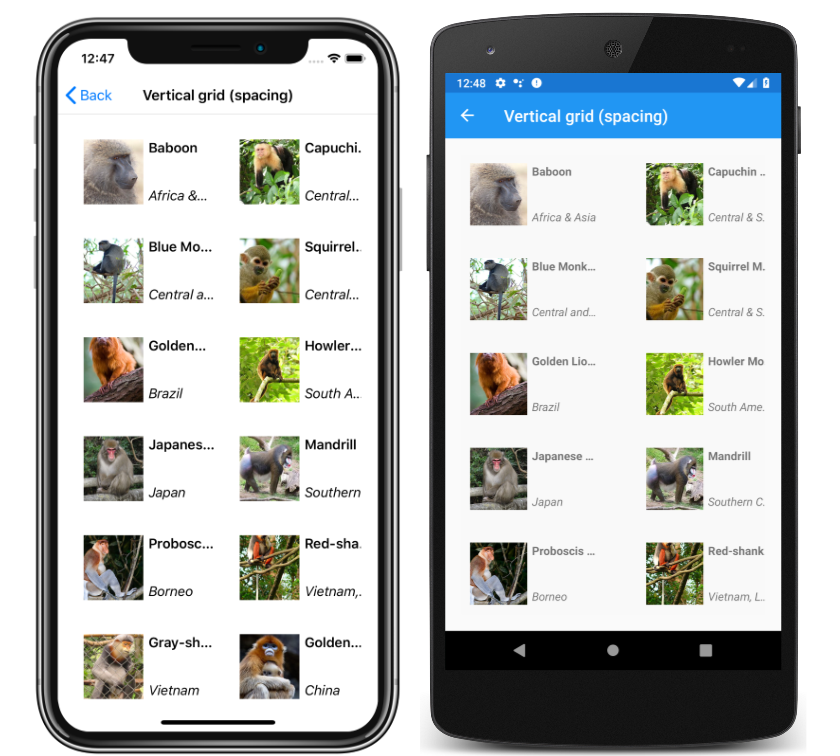 12:47
Back
Vertical grid (spacing)
Baboon
Capuchi.
Africa &...
Central...
Blue Mo...
Squirrel..
Central a...
Central...
Golden...
Howler...
Brazil
South A...
Japanes...
Mandrill
Japan
Southern
Probosc...
Red-sha.
Borneo
Vietnam,.
Gray-sh...
Golden...
Vietnam
China
12:48
Vertical grid (spacing)
Baboon
Capuchin ..
Africa & Asia
Central & S.
Blue Monk...
Squirrel M.
Central and...
Central & S.
Golden Lio...
Howler Mo
Brazil
South Ame.
Japanese ...
Mandrill
Japan
Southern C.
Proboscis ...
Red-shank
Borneo
Vietnam, L..